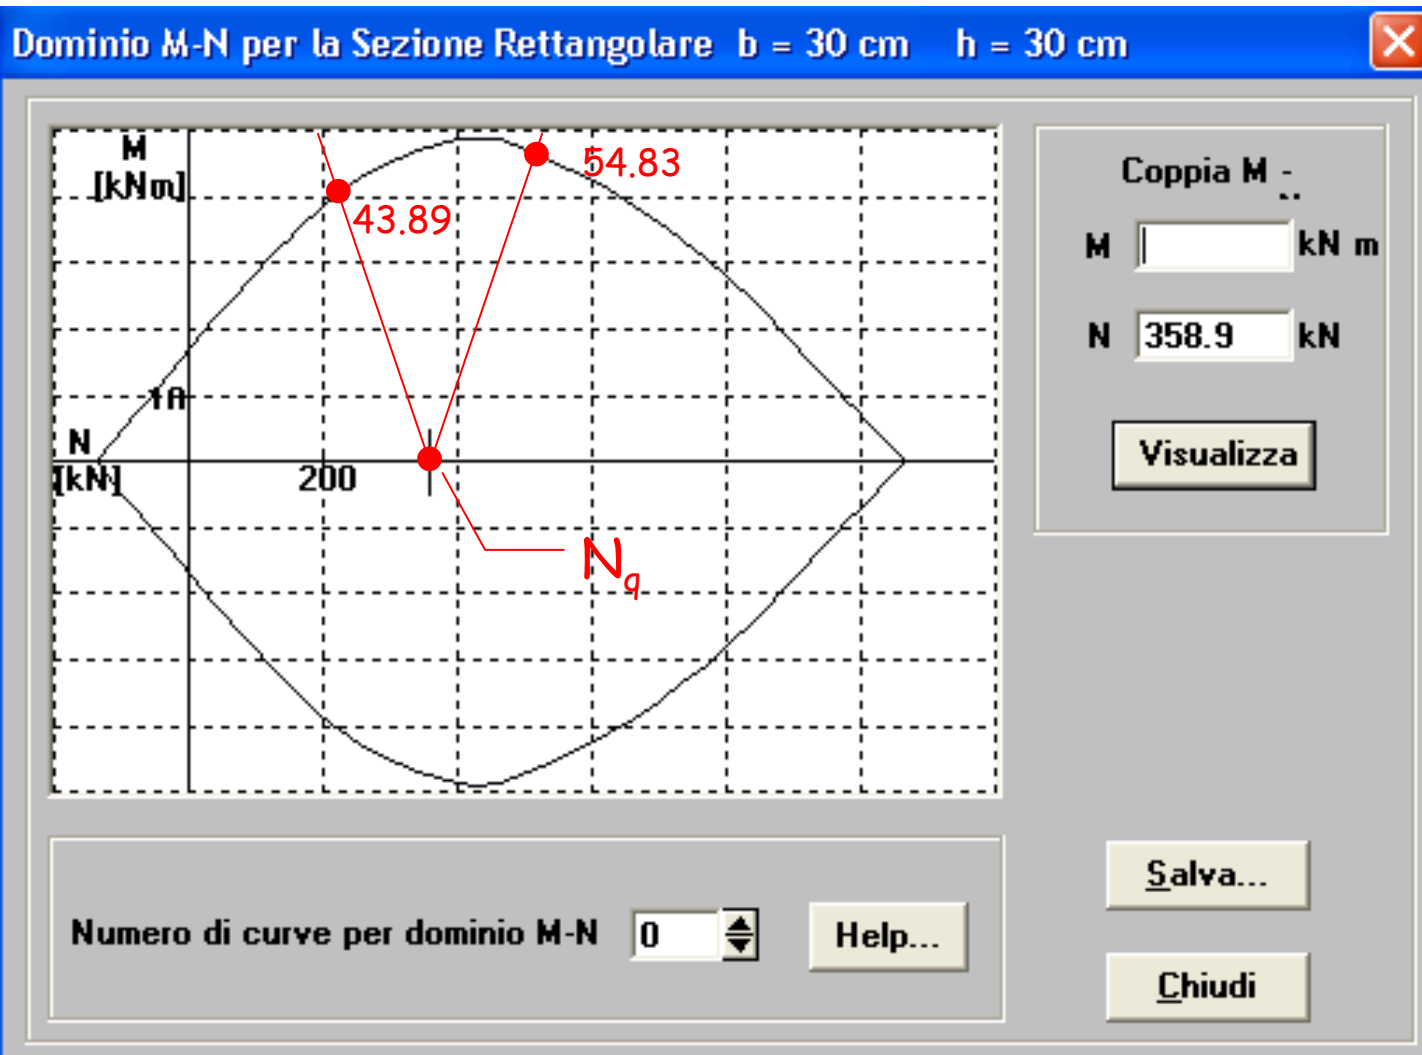 Dominio M-N per la Sezione Rettangolare b = 30 cm h = 30 cm
M
[kNm]
54.83
43.89
N
[kN]
200
Nq
Coppia M -
M kN m
N 358.9 kN
Visualizza
Numero di curve per dominio M-N 0
Help...
Salva...
Chiudi